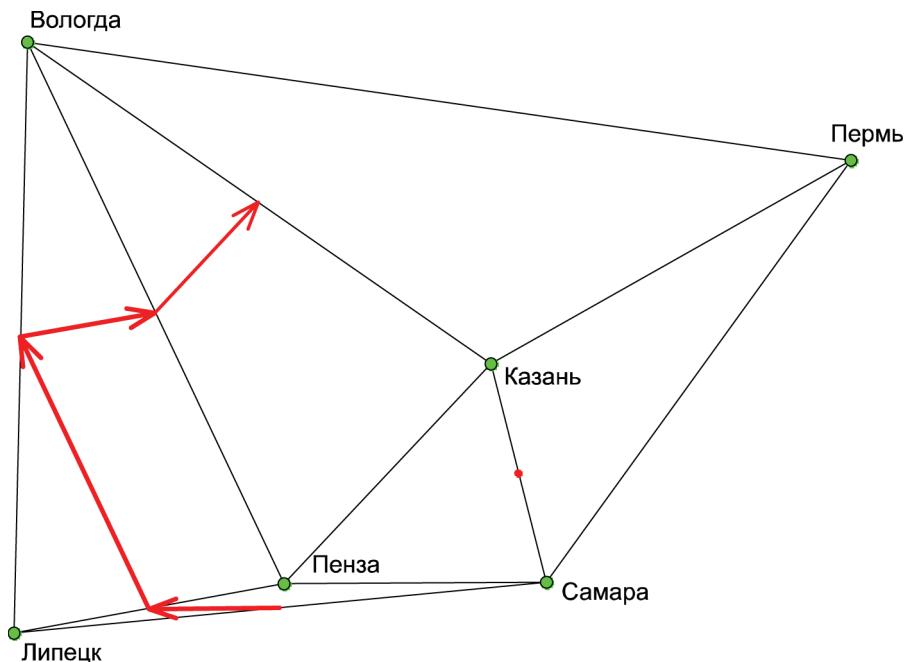 Вологда
Пермь
Казань
Пенза
Самара
Липецк